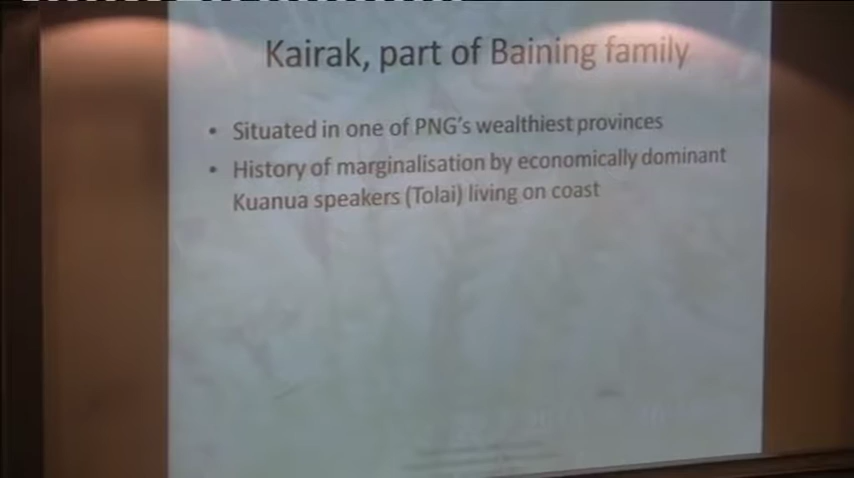 Kairak, part of Baining family
• Situated in one of PNG's wealthiest provinces
• History of marginalisation by economically dominant
Kuanua speakers (Tolai) living on coast